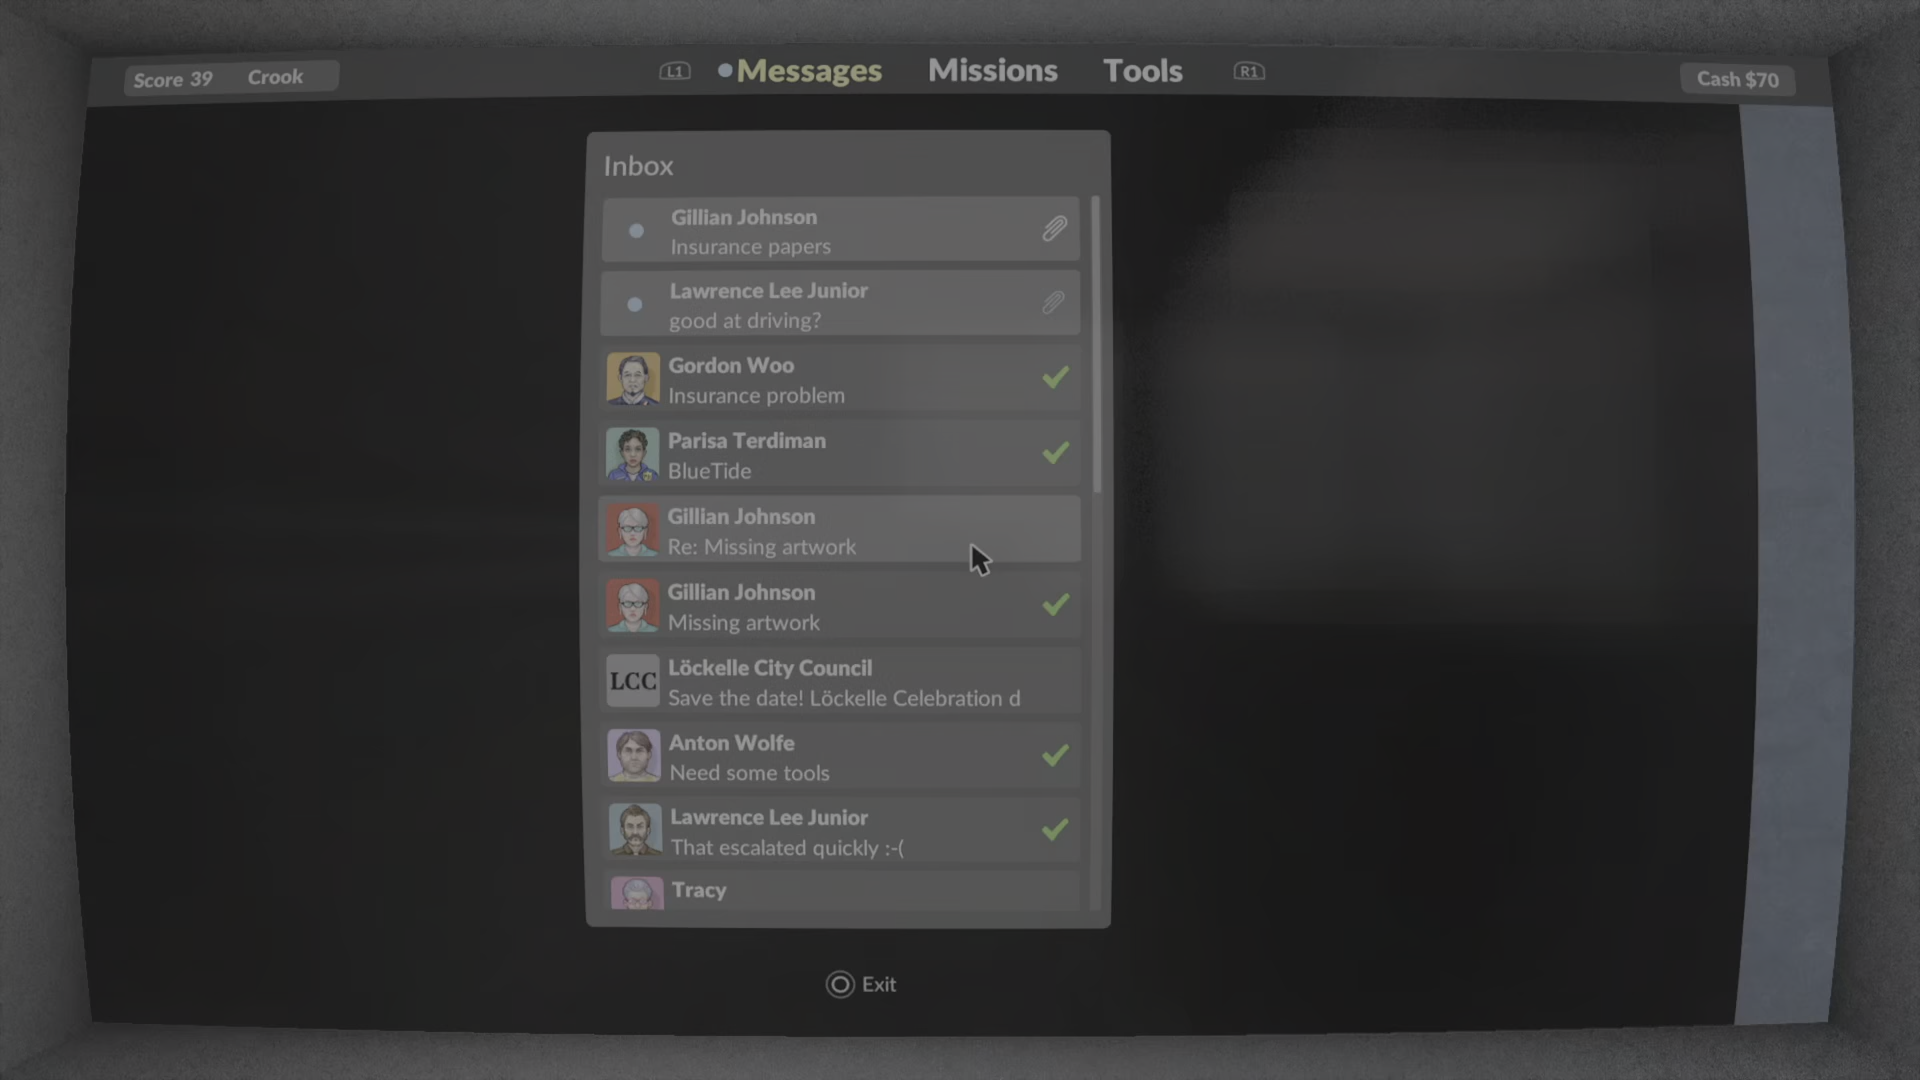 Score 39 Crook
L1 Messages Missions Tools R1
Cash $70
Inbox
Gillian Johnson
Insurance papers
Lawrence Lee Junior
good at driving?
Gordon Woo
Insurance problem
Parisa Terdiman
BlueTide
Gillian Johnson
Re: Missing artwork
Gillian Johnson
Missing artwork
LCC
Löckelle City Council
Save the date! Löckelle Celebration d
Anton Wolfe
Need some tools
Lawrence Lee Junior
That escalated quickly :-(
Tracy
Exit